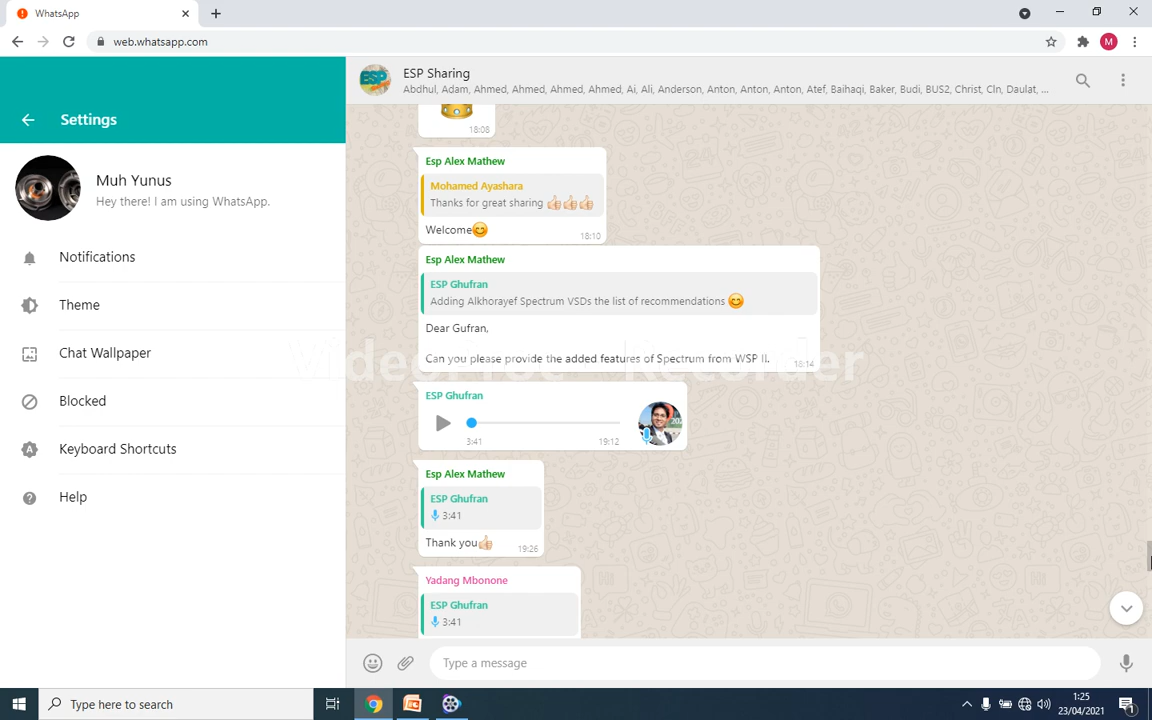 WhatsApp
web.whatsapp.com
M
Settings
Muh Yunus
Hey there! I am using WhatsApp.
Notifications
Theme
Chat Wallpaper
Blocked
Keyboard Shortcuts
Help
ESP
ESP Sharing
Abdhul, Adam, Ahmed, Ahmed, Ahmed, Ahmed, Ai, Ali, Anderson, Anton, Anton, Anton, Atef, Baihaqi, Baker, Budi, BUS2, Christ, Cln, Daulat, ...
18:08
Esp Alex Mathew
Mohamed Ayashara
Thanks for great sharing 👍🏻👍🏻👍🏻
Welcome😊
18:10
Esp Alex Mathew
ESP Ghufran
Adding Alkhorayef Spectrum VSDs the list of recommendations 😊
Dear Gufran,
Can you please provide the added features of Spectrum from WSP II.
18:14
ESP Ghufran
3:41
19:12
Esp Alex Mathew
ESP Ghufran
3:41
Thank you👍🏻
19:26
Yadang Mbonone
ESP Ghufran
3:41
Type a message
Type here to search
1:25
23/04/2021
1